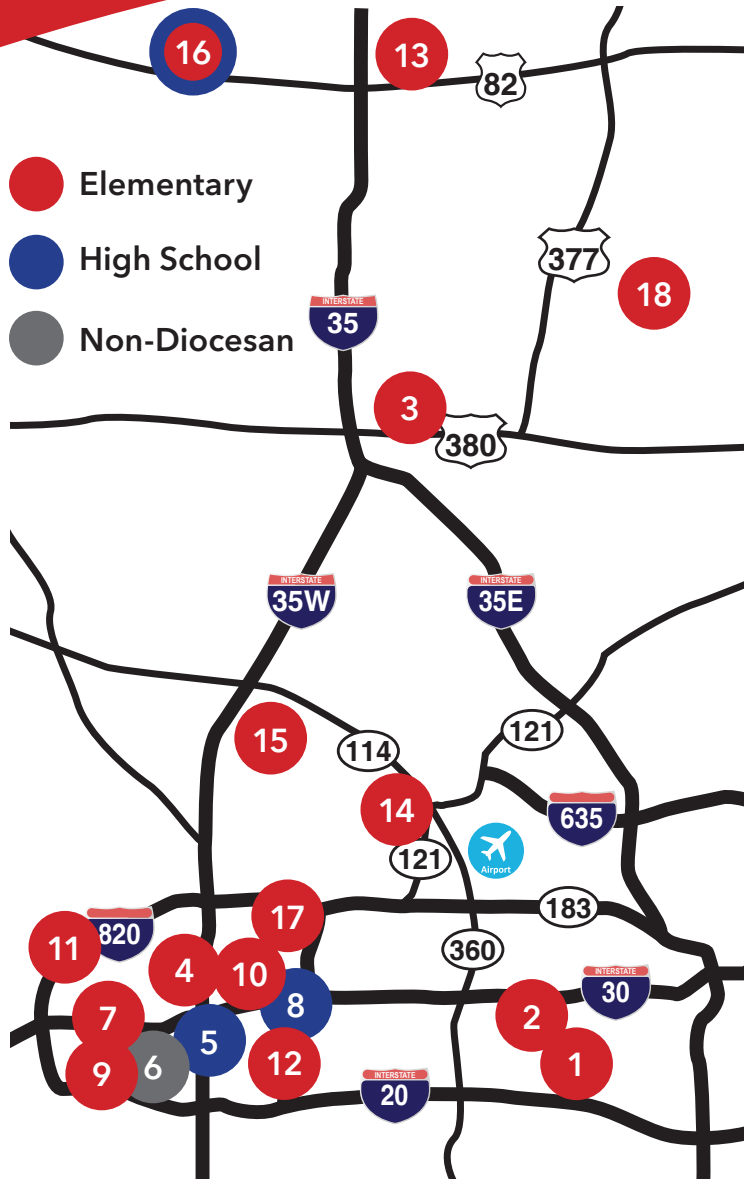 16
13
82
Elementary
High School
377
18
Non-Diocesan
INTERSTATE
35
3
380
INTERSTATE
35W
INTERSTATE
35E
15
114
121
14
635
121
Airport
17
183
11
820
360
4
10
INTERSTATE
30
8
2
7
5
12
1
9
6
INTERSTATE
20